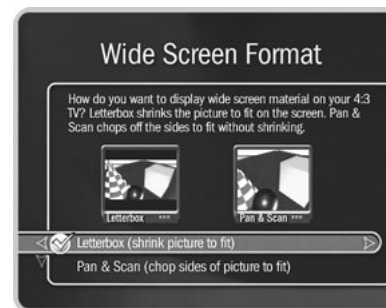 Wide Screen Format
How do you want to display wide screen material on your 4:3
TV? Letterbox shrinks the picture to fit on the screen. Pan &
Scan chops off the sides to fit without shrinking.
Letterbox ***
Pan & Scan ***
Letterbox (shrink picture to fit)
Pan & Scan (chop sides of picture to fit)